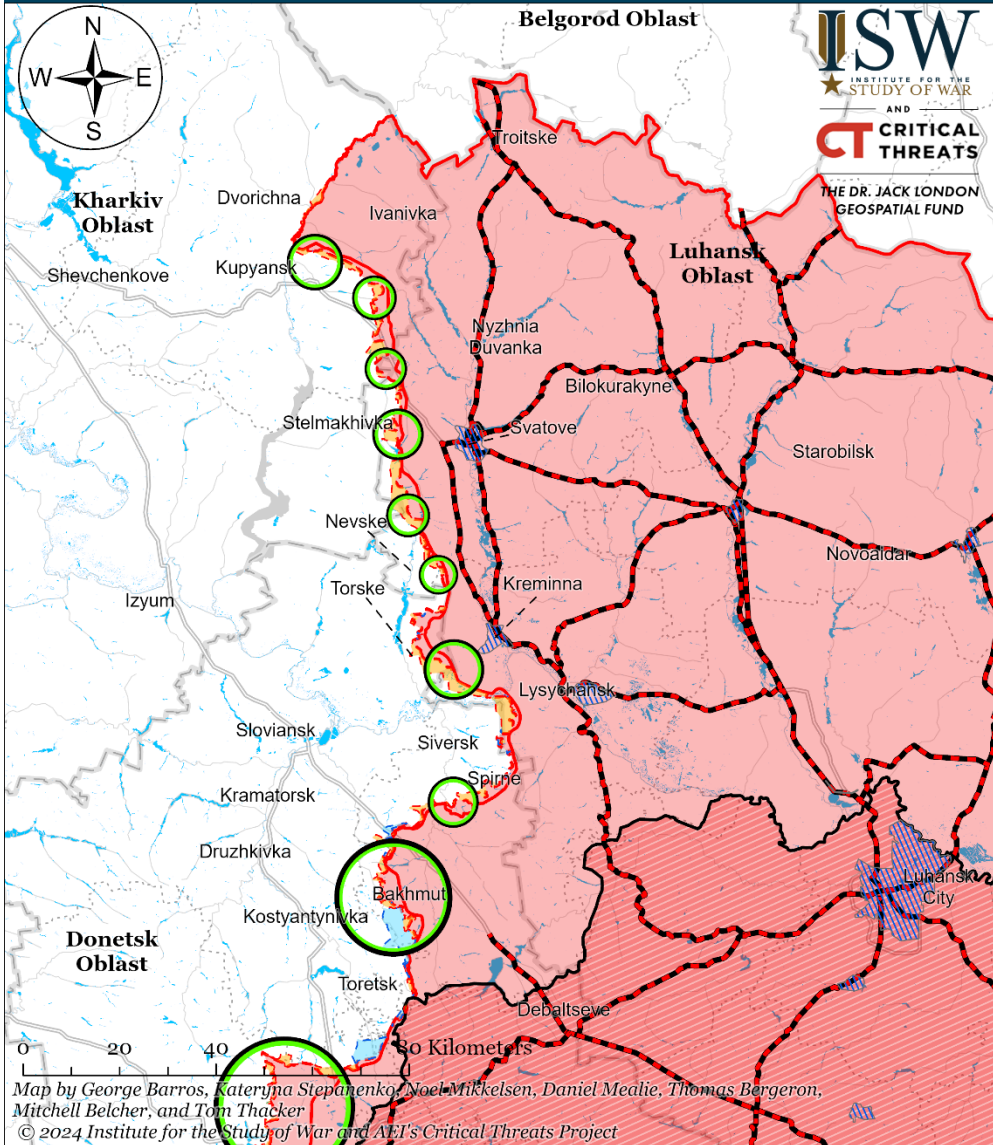 Belgorod Oblast
N
W
E
S
ISW
INSTITUTE FOR THE
STUDY OF WAR
AND
CT CRITICAL
THREATS
THE DR. JACK LONDON
GEOSPATIAL FUND
Troitske
Dvorichna
Kharkiv
Oblast
Ivanivka
Luhansk
Oblast
Shevchenkove
Kupyansk
Nyzhnia
Duvanka
Bilokurakyne
Stelmakhivka
Svatove
Starobilsk
Nevske
Novoaldar
Torske
Kreminna
Izyum
Lysychansk
Sloviansk
Siversk
Spirne
Kramatorsk
Druzhkivka
Bakhmut
Luhansk
City
Kostyantynivka
Donetsk
Oblast
Toretsk
Debaltseve
0 20 40 80 Kilometers
Map by George Barros, Kateryna Stepanenko, Noel Mikkelsen, Daniel Mealie, Thomas Bergeron,
Mitchell Belcher, and Tom Thacker
© 2024 Institute for the Study of War and AEI's Critical Threats Project